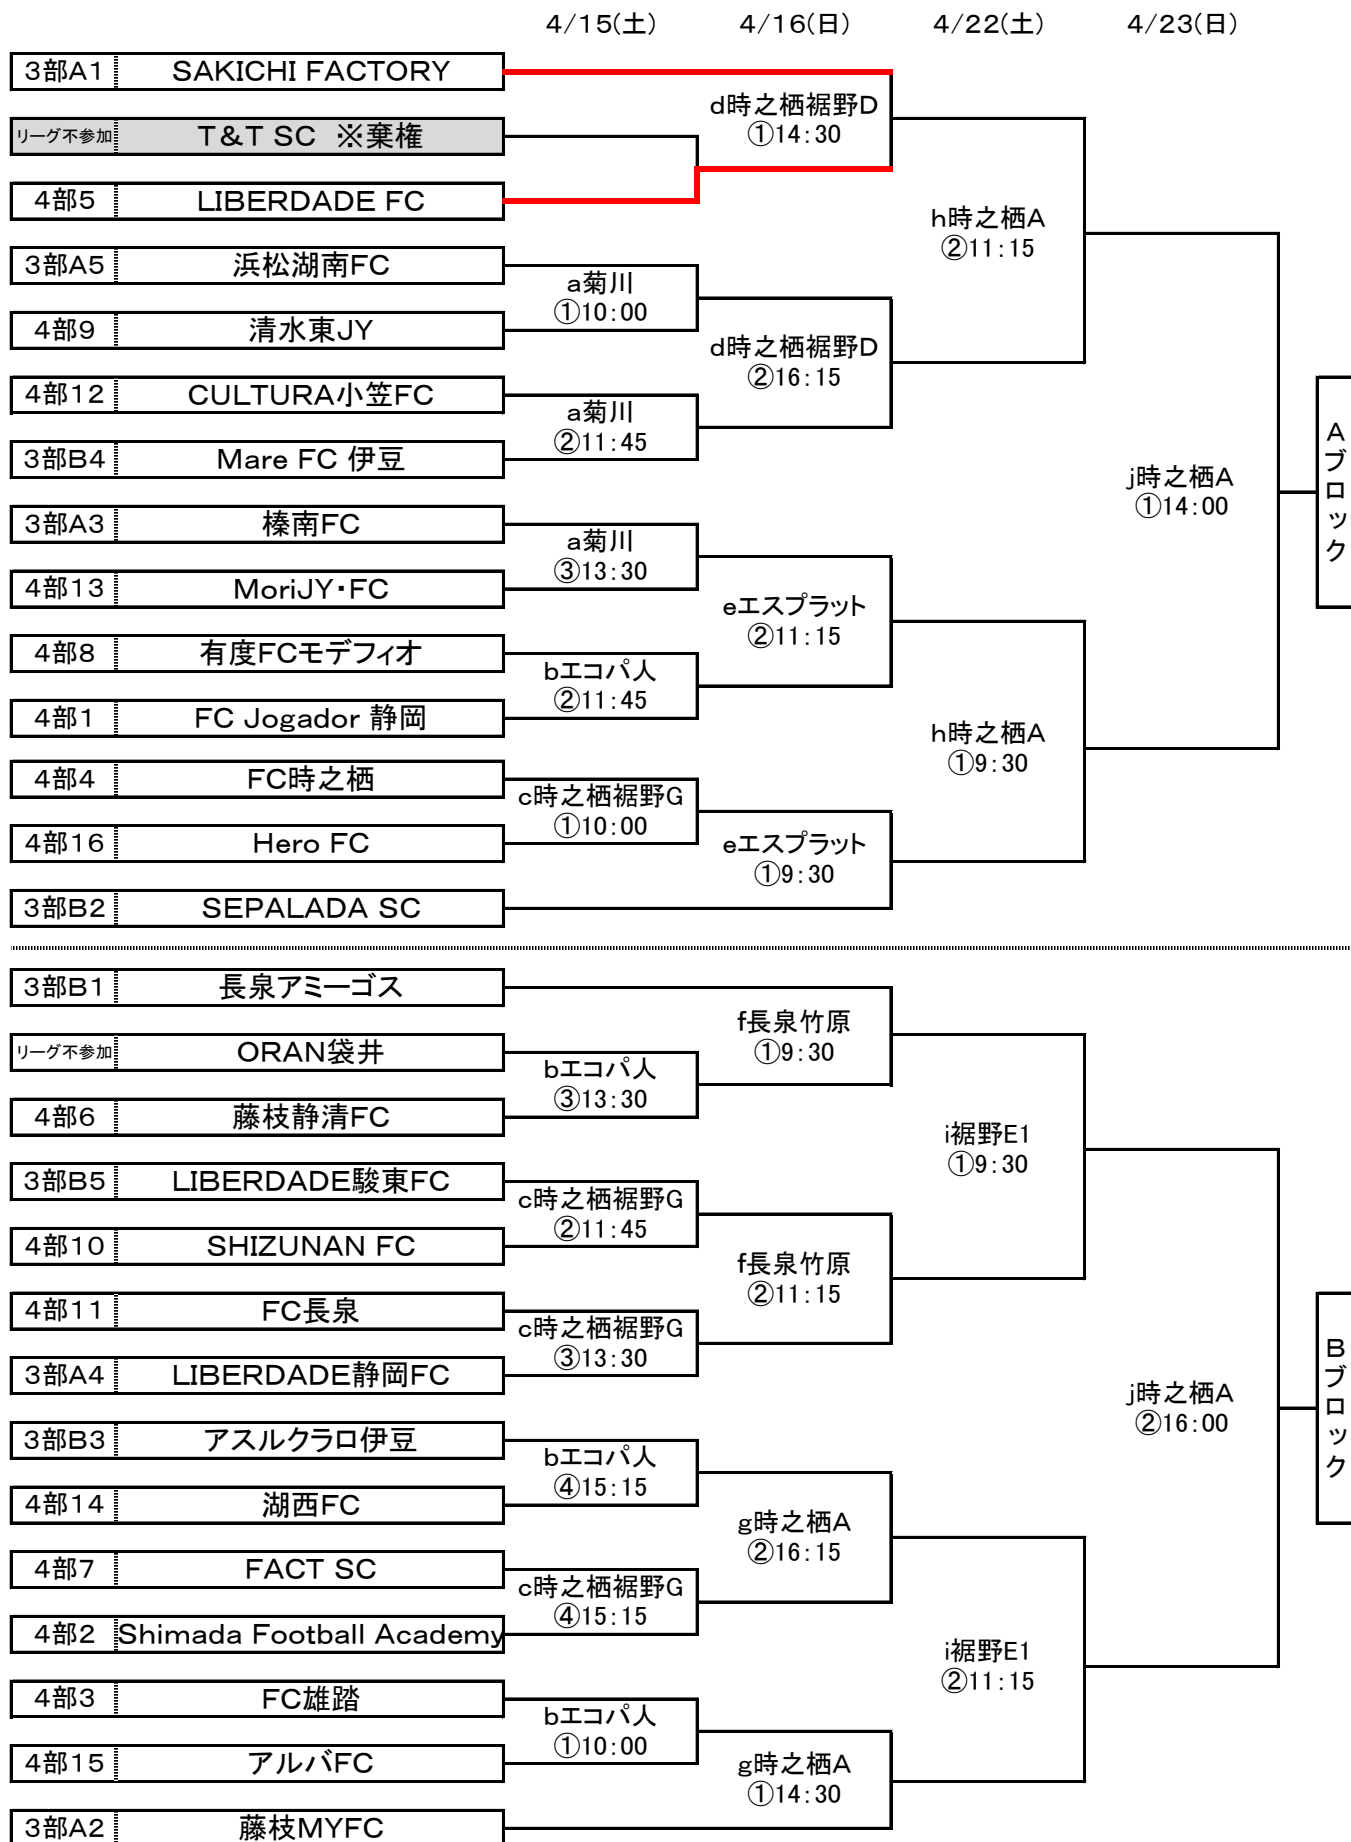 4/15(土) 4/16(日) 4/22(土) 4/23(日)
3部A1 SAKICHI FACTORY
d時之栖裾野D
①14:30
リーグ不参加 T&T SC ※棄権
4部5 LIBERDADE FC
h時之栖A
②11:15
3部A5 浜松湖南FC
a菊川
①10:00
4部9 清水東JY
d時之栖裾野D
②16:15
4部12 CULTURA小笠FC
a菊川
②11:45
3部B4 Mare FC 伊豆
j時之栖A
①14:00
Aブロック
3部A3 榛南FC
a菊川
③13:30
4部13 MoriJY・FC
eエスプラット
②11:15
4部8 有度FCモデフィオ
bエコパ人
②11:45
4部1 FC Jogador 静岡
h時之栖A
①9:30
4部4 FC時之栖
c時之栖裾野G
①10:00
4部16 Hero FC
eエスプラット
①9:30
3部B2 SEPALADA SC
3部B1 長泉アミーゴス
f長泉竹原
①9:30
リーグ不参加 ORAN袋井
bエコパ人
③13:30
4部6 藤枝静清FC
i裾野E1
①9:30
3部B5 LIBERDADE駿東FC
c時之栖裾野G
②11:45
4部10 SHIZUNAN FC
f長泉竹原
②11:15
4部11 FC長泉
c時之栖裾野G
③13:30
3部A4 LIBERDADE静岡FC
j時之栖A
②16:00
Bブロック
3部B3 アスルクラロ伊豆
bエコパ人
④15:15
4部14 湖西FC
g時之栖A
②16:15
4部7 FACT SC
c時之栖裾野G
④15:15
4部2 Shimada Football Academy
i裾野E1
②11:15
4部3 FC雄踏
bエコパ人
①10:00
4部15 アルバFC
g時之栖A
①14:30
3部A2 藤枝MYFC